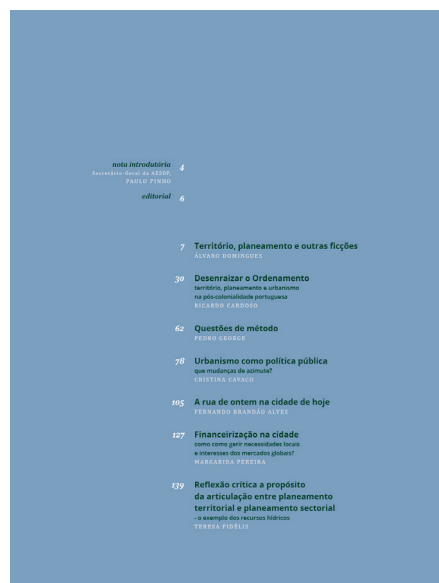 nota introdutória 4
Secretário-Geral da AESOP,
PAULO PINHO
editorial 6
7 Território, planeamento e outras ficções
ÁLVARO DOMINGUES
30 Desenraizar o Ordenamento
território, planeamento e urbanismo
na pós-colonialidade portuguesa
RICARDO CARDOSO
62 Questões de método
PEDRO GEORGE
78 Urbanismo como política pública
que mudanças de azimute?
CRISTINA CAVACO
105 A rua de ontem na cidade de hoje
FERNANDO BRANDÃO ALVES
127 Financeirização na cidade
como como gerir necessidades locais
e interesses dos mercados globais?
MARGARIDA PEREIRA
139 Reflexão crítica a propósito
da articulação entre planeamento
territorial e planeamento sectorial
- o exemplo dos recursos hídricos
TERESA FIDÉLIS